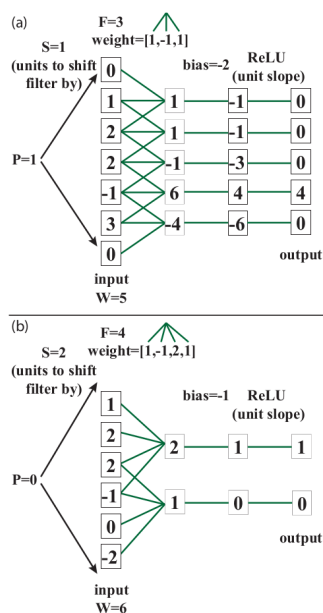 (a)
F=3
weight=[1,-1,1]
S=1
(units to shift
filter by)
bias=-2
ReLU
(unit slope)
P=1
0
1
2
2
-1
3
0
1
1
-1
6
-4
-1
-1
-3
4
-6
0
0
0
4
0
input
W=5
output
(b)
F=4
weight=[1,-1,2,1]
S=2
(units to shift
filter by)
bias=-1
ReLU
(unit slope)
P=0
1
2
2
-1
0
-2
2
1
1
0
1
0
output
input
W=6